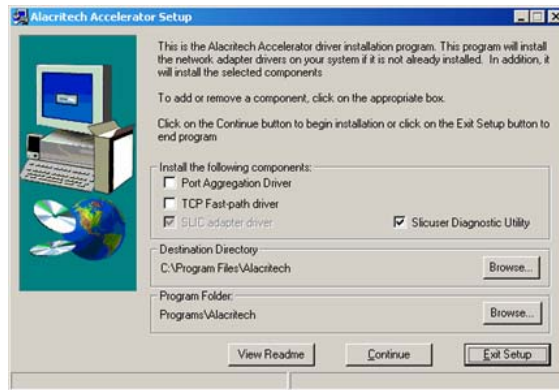 Alacritech Accelerator Setup
This is the Alacritech Accelerator driver installation program. This program will install
the network adapter drivers on your system if it is not already installed. In addition, it
will install the selected components
To add or remove a component, click on the appropriate box.
Click on the Continue button to begin installation or click on the Exit Setup button to
end program
Install the following components:
Port Aggregation Driver
TCP Fast-path driver
SLIC adapter driver
Slicuser Diagnostic Utility
Destination Directory
C:\Program Files\Alacritech
Browse...
Program Folder:
Programs\Alacritech
Browse...
View Readme
Continue
Exit Setup